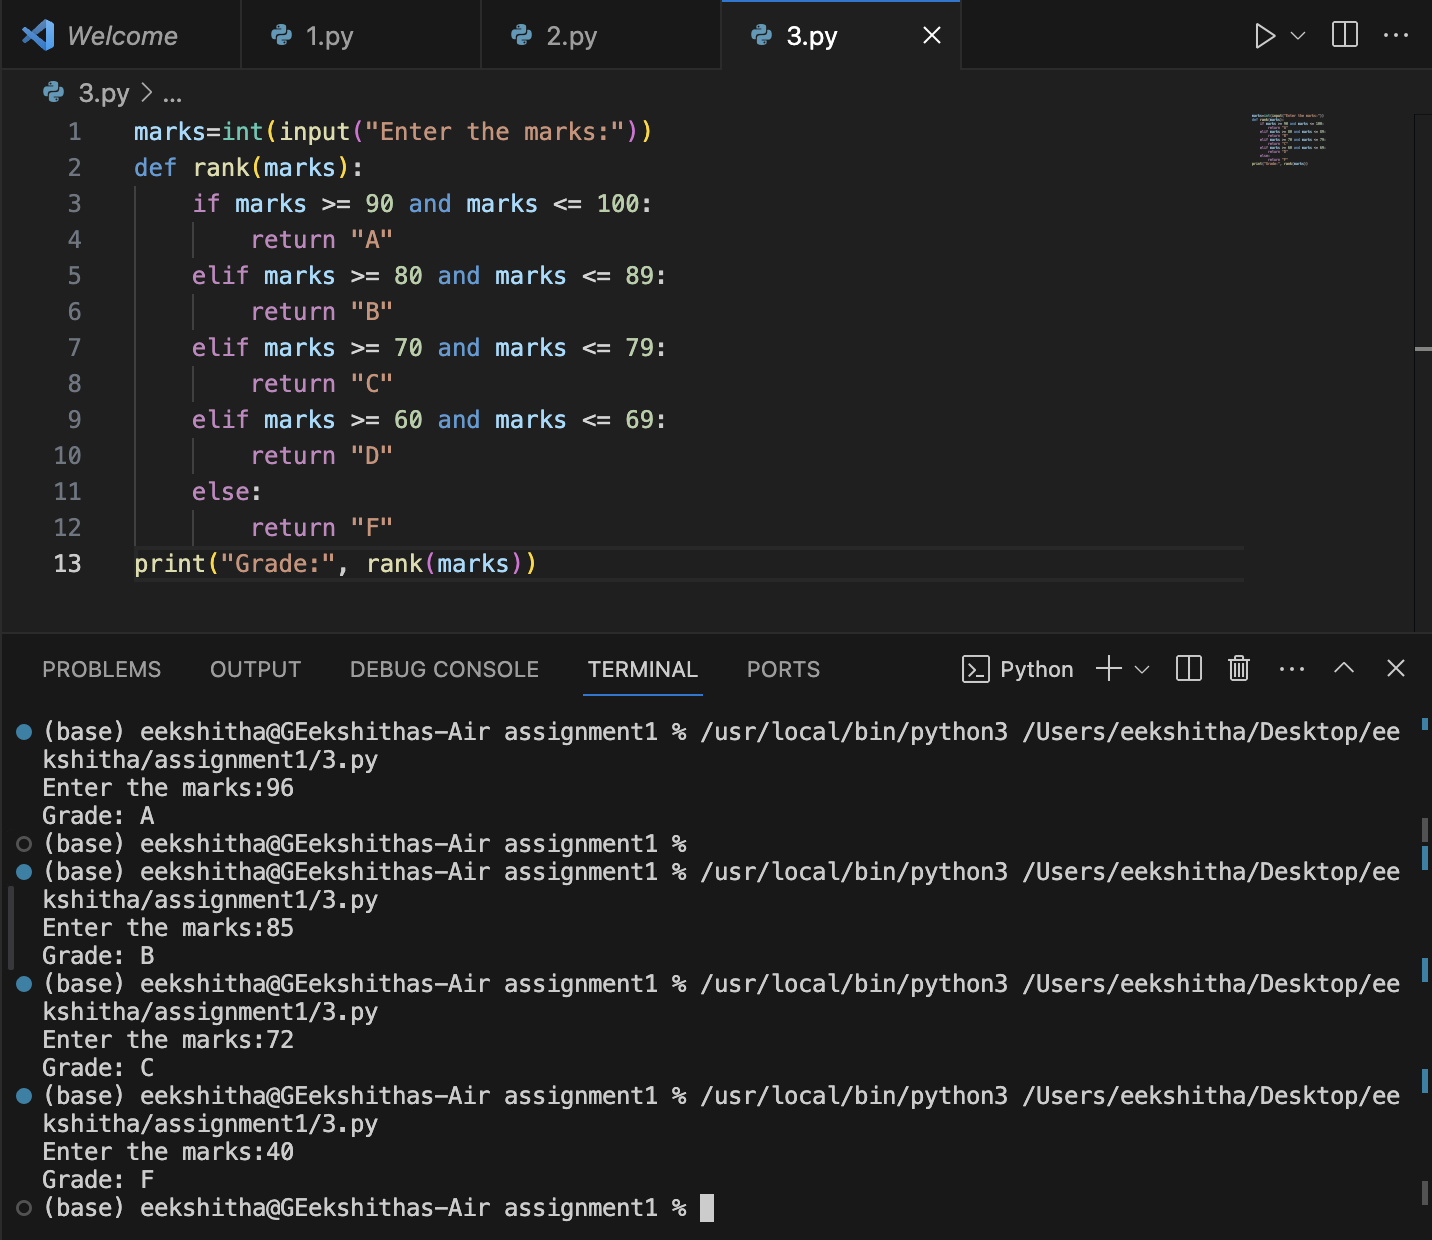 Welcome
1.py
2.py
3.py
3.py > ...
1 marks=int(input("Enter the marks:"))
2 def rank(marks):
3     if marks >= 90 and marks <= 100:
4         return "A"
5     elif marks >= 80 and marks <= 89:
6         return "B"
7     elif marks >= 70 and marks <= 79:
8         return "C"
9     elif marks >= 60 and marks <= 69:
10         return "D"
11     else:
12         return "F"
13 print("Grade:", rank(marks))
PROBLEMS OUTPUT DEBUG CONSOLE TERMINAL PORTS Python
(base) eekshitha@GEekshithas-Air assignment1 % /usr/local/bin/python3 /Users/eekshitha/Desktop/ee
kshitha/assignment1/3.py
Enter the marks:96
Grade: A
(base) eekshitha@GEekshithas-Air assignment1 %
(base) eekshitha@GEekshithas-Air assignment1 % /usr/local/bin/python3 /Users/eekshitha/Desktop/ee
kshitha/assignment1/3.py
Enter the marks:85
Grade: B
(base) eekshitha@GEekshithas-Air assignment1 % /usr/local/bin/python3 /Users/eekshitha/Desktop/ee
kshitha/assignment1/3.py
Enter the marks:72
Grade: C
(base) eekshitha@GEekshithas-Air assignment1 % /usr/local/bin/python3 /Users/eekshitha/Desktop/ee
kshitha/assignment1/3.py
Enter the marks:40
Grade: F
(base) eekshitha@GEekshithas-Air assignment1 %